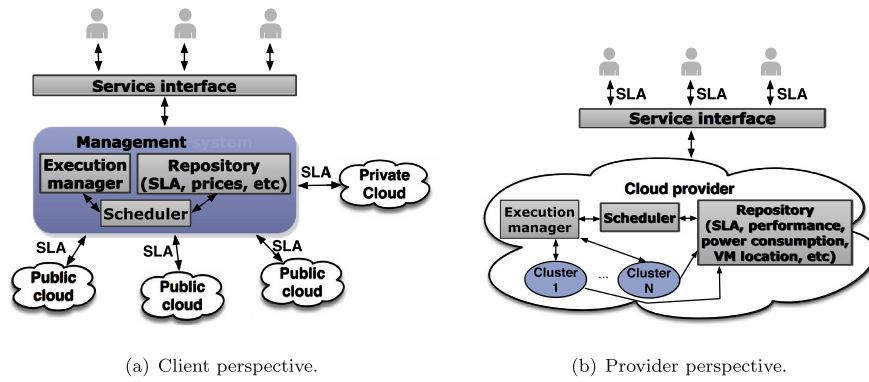 Service interface
Management system
Execution
manager
Repository
(SLA, prices, etc)
Scheduler
SLA
Private
Cloud
SLA
SLA
SLA
Public
cloud
Public
cloud
Public
cloud
(a) Client perspective.
SLA
SLA
SLA
Service interface
Cloud provider
Execution
manager
Scheduler
Repository
(SLA, performance,
power consumption,
VM location, etc)
Cluster
1
...
Cluster
N
(b) Provider perspective.